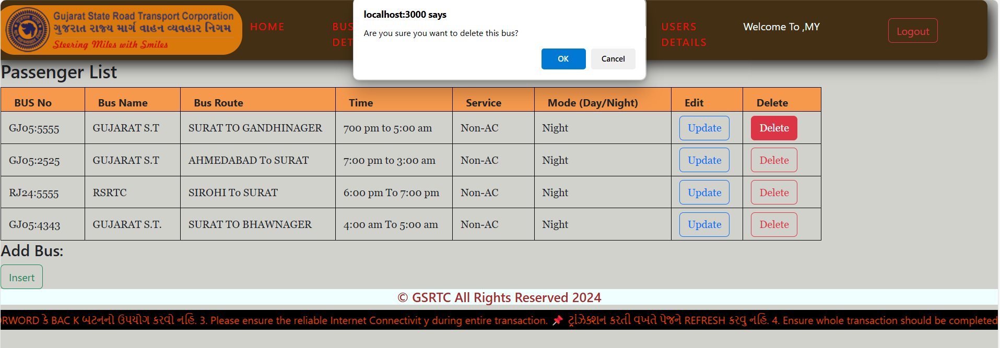 Gujarat State Road Transport Corporation
ગુજરાત રાજ્ય માર્ગ વાહન વ્યવહાર નિગમ
Steering Miles with Smiles
HOME
BUS
DET
localhost:3000 says
Are you sure you want to delete this bus?
OK Cancel
USERS
DETAILS
Welcome To ,MY
Logout
Passenger List
BUS No Bus Name Bus Route Time Service Mode (Day/Night) Edit Delete
GJ05:5555 GUJARAT S.T SURAT TO GANDHINAGER 700 pm to 5:00 am Non-AC Night Update Delete
GJ05:2525 GUJARAT S.T AHMEDABAD To SURAT 7:00 pm to 3:00 am Non-AC Night Update Delete
RJ24:5555 RSRTC SIROHI To SURAT 6:00 pm To 7:00 pm Non-AC Night Update Delete
GJ05:4343 GUJARAT S.T. SURAT TO BHAWNAGER 4:00 am To 5:00 am Non-AC Night Update Delete
Add Bus:
Insert
© GSRTC All Rights Reserved 2024
ORWORD કે BAC K બટનનો ઉપયોગ કરવો નહિ. 3. Please ensure the reliable Internet Connectivit y during entire transaction. 📌 ટ્રાંઝેક્શન કરતી વખતે પેજને REFRESH કરવુ નહિ. 4. Ensure whole transaction should be completed